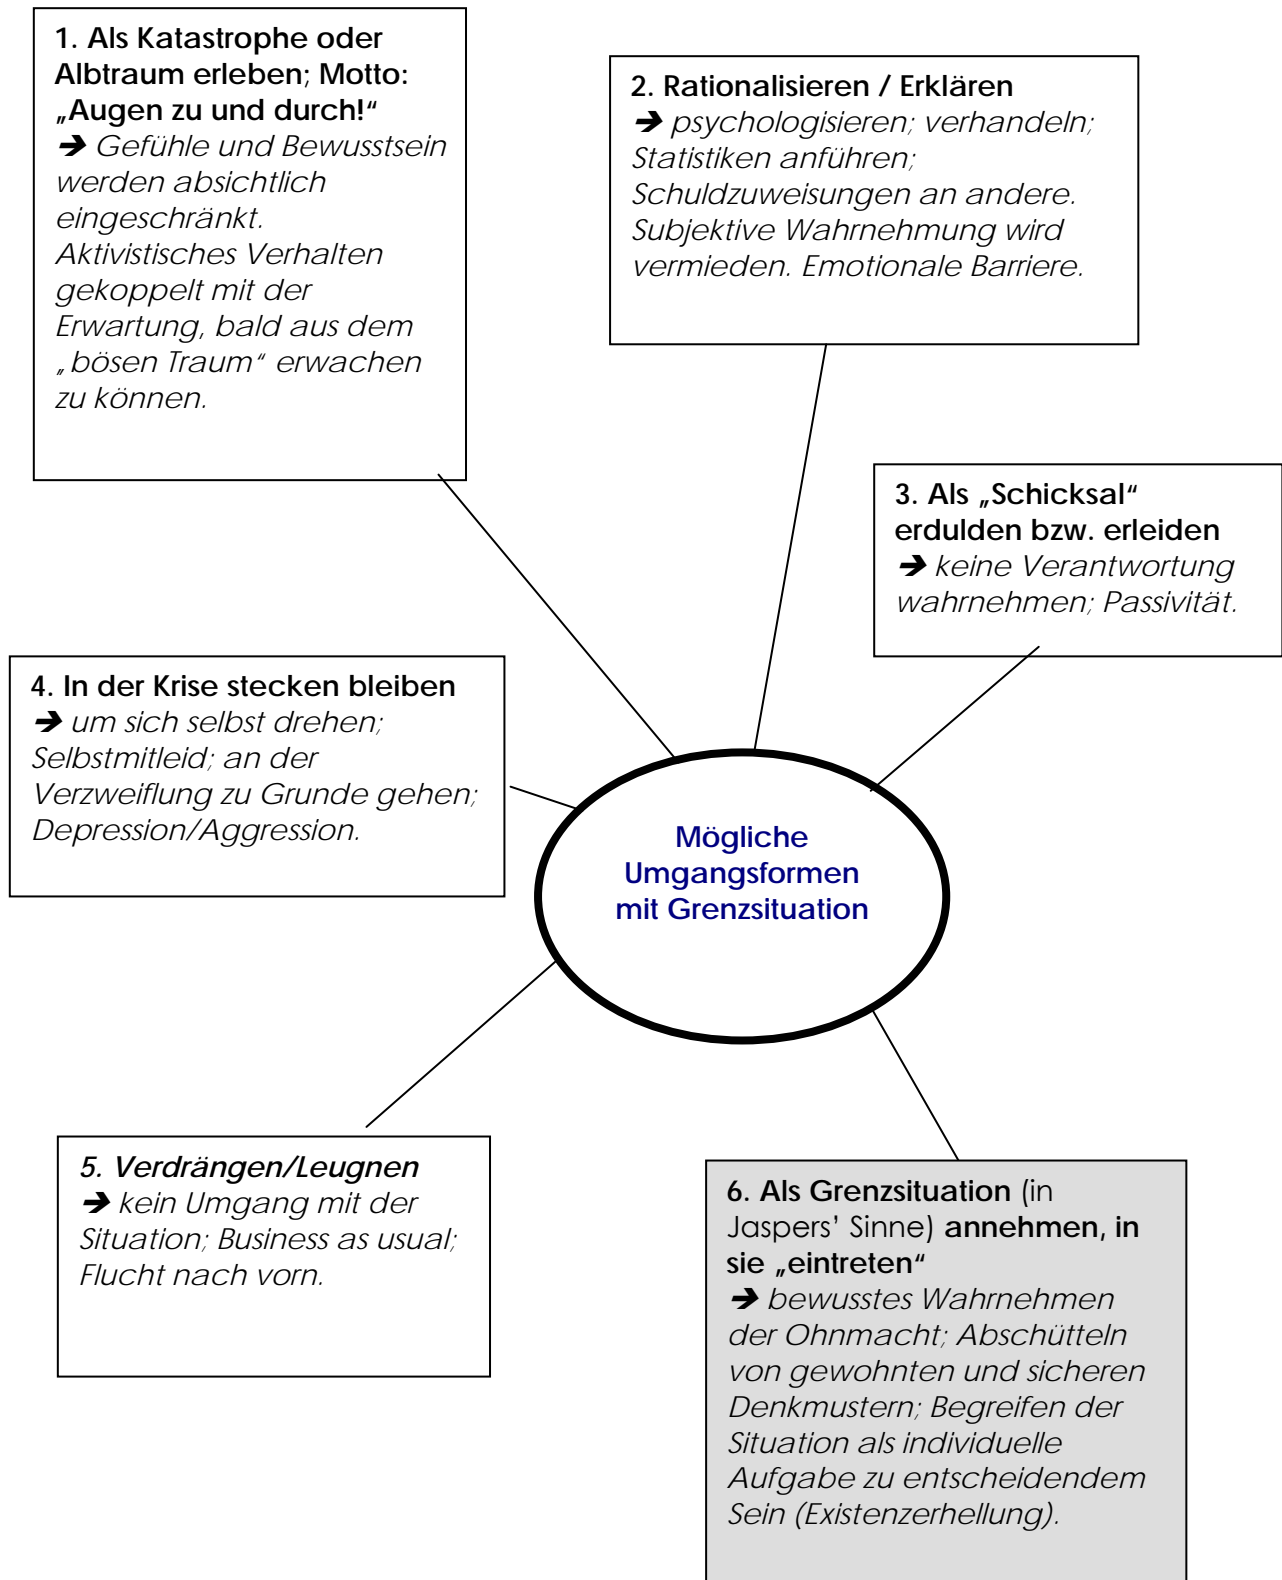 1. Als Katastrophe oder
Albtraum erleben; Motto:
„Augen zu und durch!“
➔ Gefühle und Bewusstsein
werden absichtlich
eingeschränkt.
Aktivistisches Verhalten
gekoppelt mit der
Erwartung, bald aus dem
„bösen Traum“ erwachen
zu können.
2. Rationalisieren / Erklären
➔ psychologisieren; verhandeln;
Statistiken anführen;
Schuldzuweisungen an andere.
Subjektive Wahrnehmung wird
vermieden. Emotionale Barriere.
3. Als „Schicksal“
erdulden bzw. erleiden
➔ keine Verantwortung
wahrnehmen; Passivität.
4. In der Krise stecken bleiben
➔ um sich selbst drehen;
Selbstmitleid; an der
Verzweiflung zu Grunde gehen;
Depression/Aggression.
Mögliche
Umgangsformen
mit Grenzsituation
5. Verdrängen/Leugnen
➔ kein Umgang mit der
Situation; Business as usual;
Flucht nach vorn.
6. Als Grenzsituation (in
Jaspers’ Sinne) annehmen, in
sie „eintreten“
➔ bewusstes Wahrnehmen
der Ohnmacht; Abschütteln
von gewohnten und sicheren
Denkmustern; Begreifen der
Situation als individuelle
Aufgabe zu entscheidendem
Sein (Existenzerhellung).